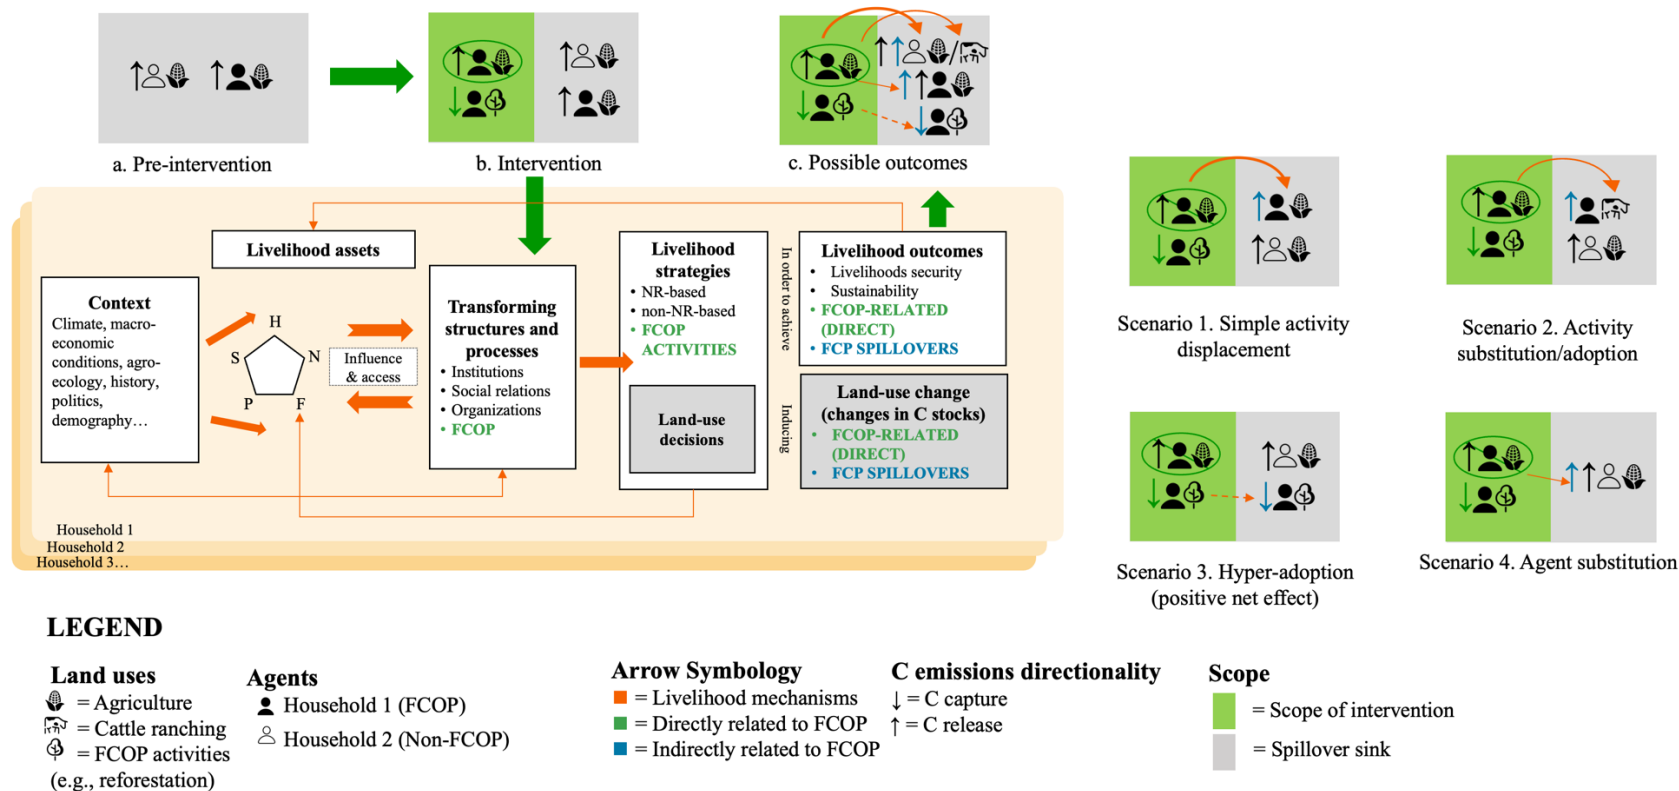 a. Pre-intervention
b. Intervention
c. Possible outcomes
/
Livelihood assets
Context
Climate, macro-
economic
conditions, agro-
ecology, history,
politics,
demography…
H
S
N
P
F
Influence
& access
Transforming
structures and
processes
• Institutions
• Social relations
• Organizations
• FCOP
Livelihood
strategies
• NR-based
• non-NR-based
• FCOP
ACTIVITIES
Land-use
decisions
In order to achieve
Inducing
Livelihood outcomes
• Livelihoods security
• Sustainability
• FCOP-RELATED
(DIRECT)
• FCP SPILLOVERS
Land-use change
(changes in C stocks)
• FCOP-RELATED
(DIRECT)
• FCP SPILLOVERS
Household 1
Household 2
Household 3…
Scenario 1. Simple activity
displacement
Scenario 2. Activity
substitution/adoption
Scenario 3. Hyper-adoption
(positive net effect)
Scenario 4. Agent substitution
LEGEND
Land uses
= Agriculture
= Cattle ranching
= FCOP activities
(e.g., reforestation)
Agents
Household 1 (FCOP)
Household 2 (Non-FCOP)
Arrow Symbology
= Livelihood mechanisms
= Directly related to FCOP
= Indirectly related to FCOP
C emissions directionality
↓ = C capture
↑ = C release
Scope
= Scope of intervention
= Spillover sink